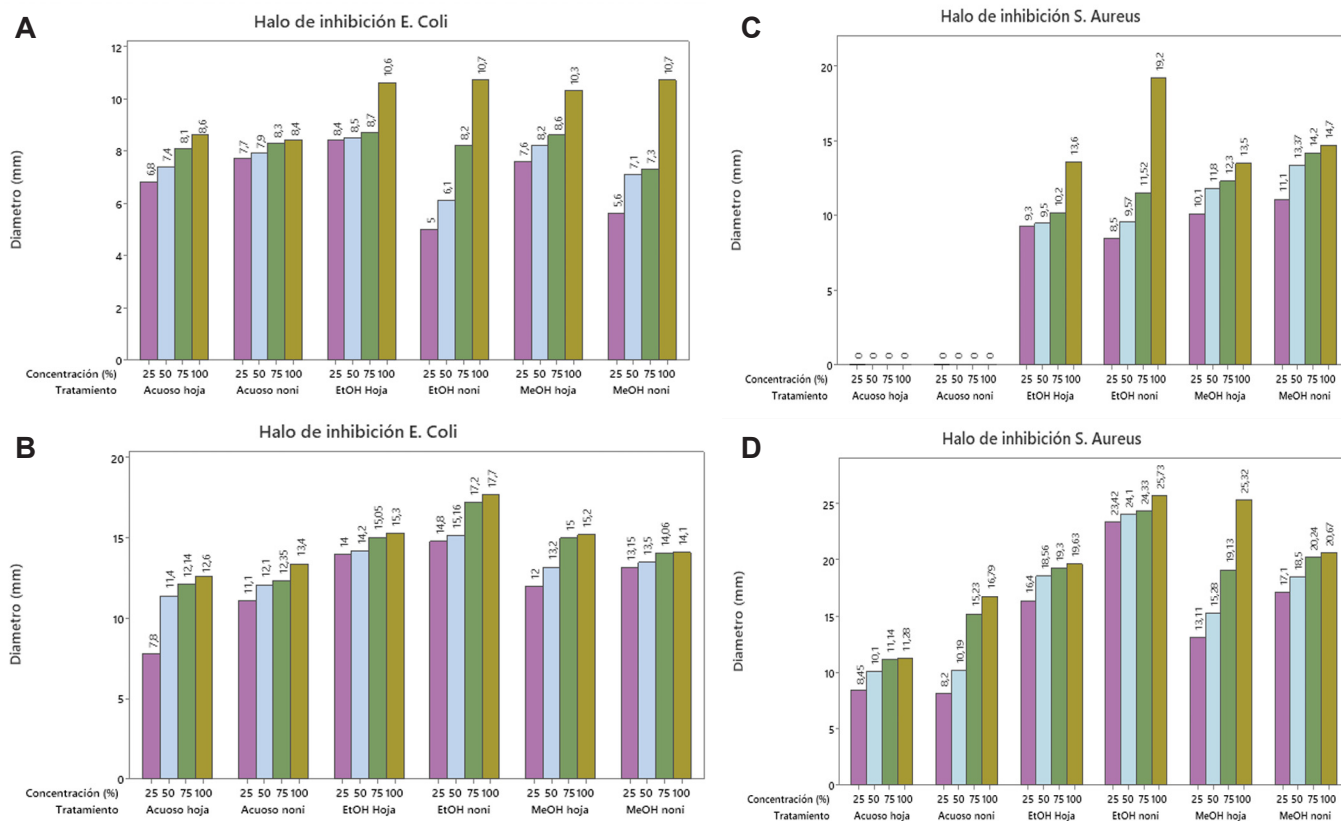 A
Halo de inhibición E. Coli
Diametro (mm)
12
10
8
6
4
2
0
6,8 7,4 8,1 8,6 7,7 7,9 8,3 8,4 8,4 8,5 8,7 10,6 5 6,1 8,2 10,7 7,6 8,2 8,6 10,3 5,6 7,1 7,3 10,7
Concentración (%) 25 50 75 100 25 50 75 100 25 50 75 100 25 50 75 100 25 50 75 100 25 50 75 100
Tratamiento Acuoso hoja Acuoso noni EtOH Hoja EtOH noni MeOH hoja MeOH noni
B
Halo de inhibición E. Coli
Diametro (mm)
20
15
10
5
0
7,8 11,4 12,14 12,6 11,1 12,1 12,35 13,4 14 14,2 15,05 15,3 14,8 15,16 17,2 17,7 12 13,2 15 15,2 13,15 13,5 14,06 14,1
Concentración (%) 25 50 75 100 25 50 75 100 25 50 75 100 25 50 75 100 25 50 75 100 25 50 75 100
Tratamiento Acuoso hoja Acuoso noni EtOH Hoja EtOH noni MeOH hoja MeOH noni
C
Halo de inhibición S. Aureus
Diametro (mm)
20
15
10
5
0
0 0 0 0 0 0 0 0 9,3 9,5 10,2 13,6 8,5 9,57 11,52 19,2 10,1 11,8 12,3 13,5 11,1 13,37 14,2 14,7
Concentración (%) 25 50 75 100 25 50 75 100 25 50 75 100 25 50 75 100 25 50 75 100 25 50 75 100
Tratamiento Acuoso hoja Acuoso noni EtOH Hoja EtOH noni MeOH hoja MeOH noni
D
Halo de inhibición S. Aureus
Diametro (mm)
25
20
15
10
5
0
8,45 10,1 11,14 11,28 8,2 10,19 15,23 16,79 16,4 18,56 19,3 19,63 23,42 24,1 24,33 25,73 13,11 15,28 19,13 25,32 17,1 18,5 20,24 20,67
Concentración (%) 25 50 75 100 25 50 75 100 25 50 75 100 25 50 75 100 25 50 75 100 25 50 75 100
Tratamiento Acuoso hoja Acuoso noni EtOH Hoja EtOH noni MeOH hoja MeOH noni